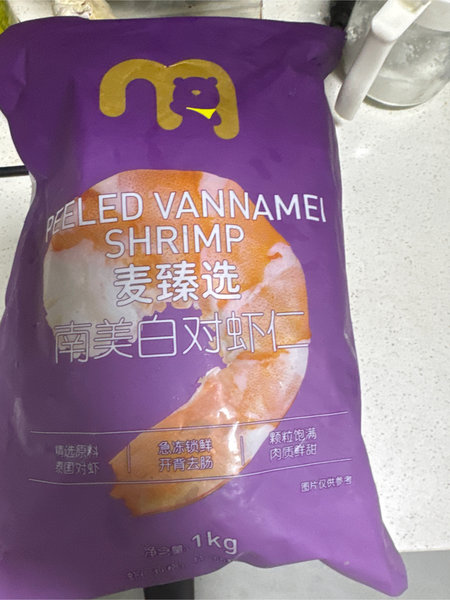 PEELED VANNAMEI
SHRIMP
麦臻选
南美白对虾仁
精选原料
泰国对虾
急冻锁鲜
开背去肠
颗粒饱满
肉质鲜甜
图片仅供参考
净含量: 1kg